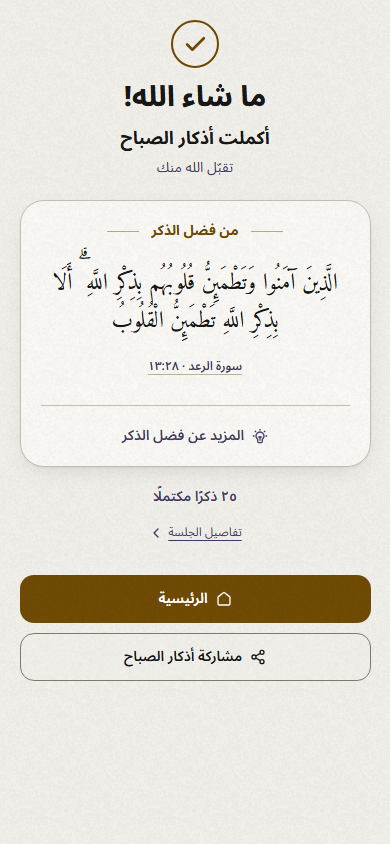 ما شاء الله!
أكملت أذكار الصباح
تقبّل الله منك
من فضل الذكر
الَّذِينَ آمَنُوا وَتَطْمَئِنُّ قُلُوبُهُم بِذِكْرِ اللَّهِ ۗ أَلَا
بِذِكْرِ اللَّهِ تَطْمَئِنُّ الْقُلُوبُ
سورة الرعد · ١٣:٢٨
المزيد عن فضل الذكر
٢٥ ذكرًا مكتملًا
تفاصيل الجلسة
الرئيسية
مشاركة أذكار الصباح